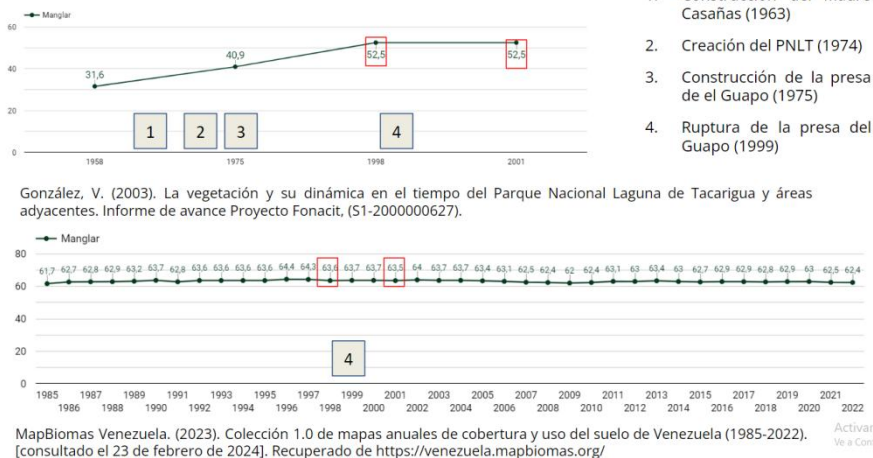 Casañas (1963)
2. Creación del PNLT (1974)
3. Construcción de la presa
de el Guapo (1975)
4. Ruptura de la presa del
Guapo (1999)
Manglar
60
40
20
0
31,6
40,9
52,5
52,5
1
2
3
4
1958
1975
1998
2001
González, V. (2003). La vegetación y su dinámica en el tiempo del Parque Nacional Laguna de Tacarigua y áreas
adyacentes. Informe de avance Proyecto Fonacit, (S1-2000000627).
Manglar
80
60
40
20
0
61,7 62,7 62,8 62,9 63,2 63,7 62,8 63,6 63,6 63,6 63,6 64,4 64,3 63,6 63,7 63,7 63,5 64 63,7 63,7 63,4 63,1 62,5 62,4 62 62,4 63,1 63 63,4 63 62,7 62,9 62,9 62,8 62,9 63 62,5 62,4
4
1985 1987 1989 1991 1993 1995 1997 1999 2001 2003 2005 2007 2009 2011 2013 2015 2017 2019 2021
1986 1988 1990 1992 1994 1996 1998 2000 2002 2004 2006 2008 2010 2012 2014 2016 2018 2020 2022
MapBiomas Venezuela. (2023). Colección 1.0 de mapas anuales de cobertura y uso del suelo de Venezuela (1985-2022).
[consultado el 23 de febrero de 2024]. Recuperado de https://venezuela.mapbiomas.org/
Activar
Ve a Con